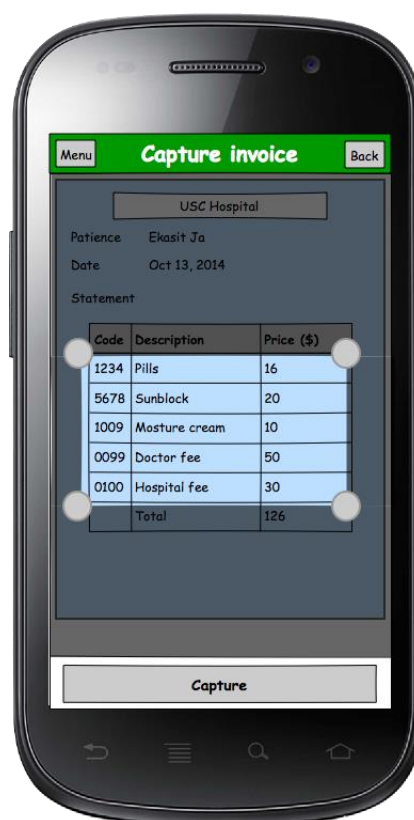 Menu Capture invoice Back
USC Hospital
Patience Ekasit Ja
Date Oct 13, 2014
Statement
Code Description Price ($)
1234 Pills 16
5678 Sunblock 20
1009 Mosture cream 10
0099 Doctor fee 50
0100 Hospital fee 30
Total 126
Capture